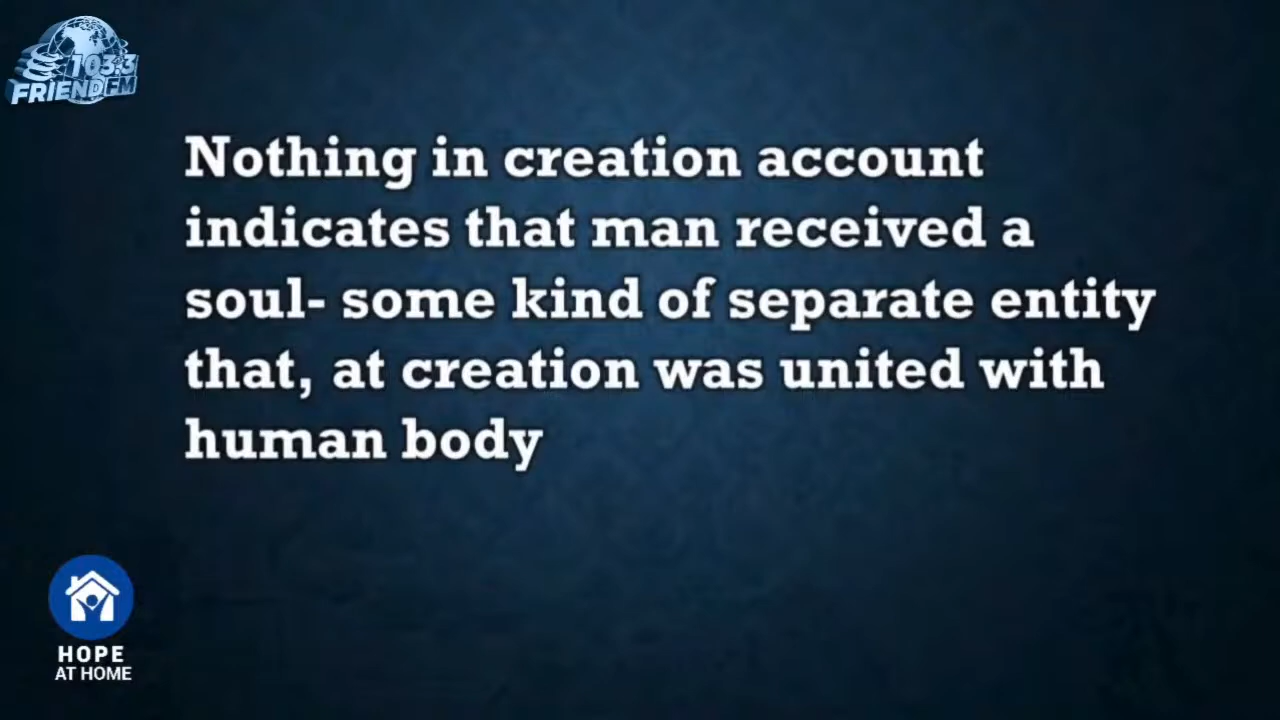 103.3
FRIEND FM
Nothing in creation account
indicates that man received a
soul- some kind of separate entity
that, at creation was united with
human body
HOPE
AT HOME